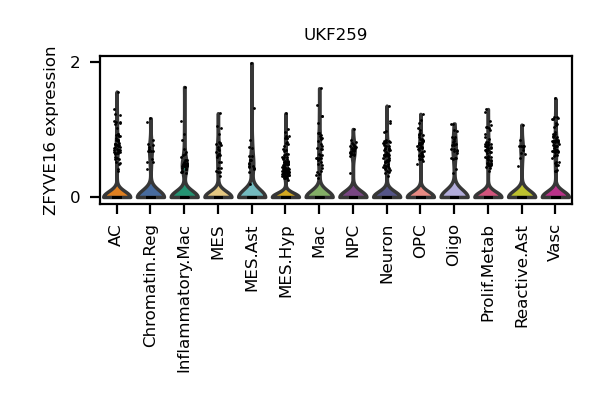 UKF259
ZFYVE16 expression
2
0
AC
Chromatin.Reg
Inflammatory.Mac
MES
MES.Ast
MES.Hyp
Mac
NPC
Neuron
OPC
Oligo
Prolif.Metab
Reactive.Ast
Vasc